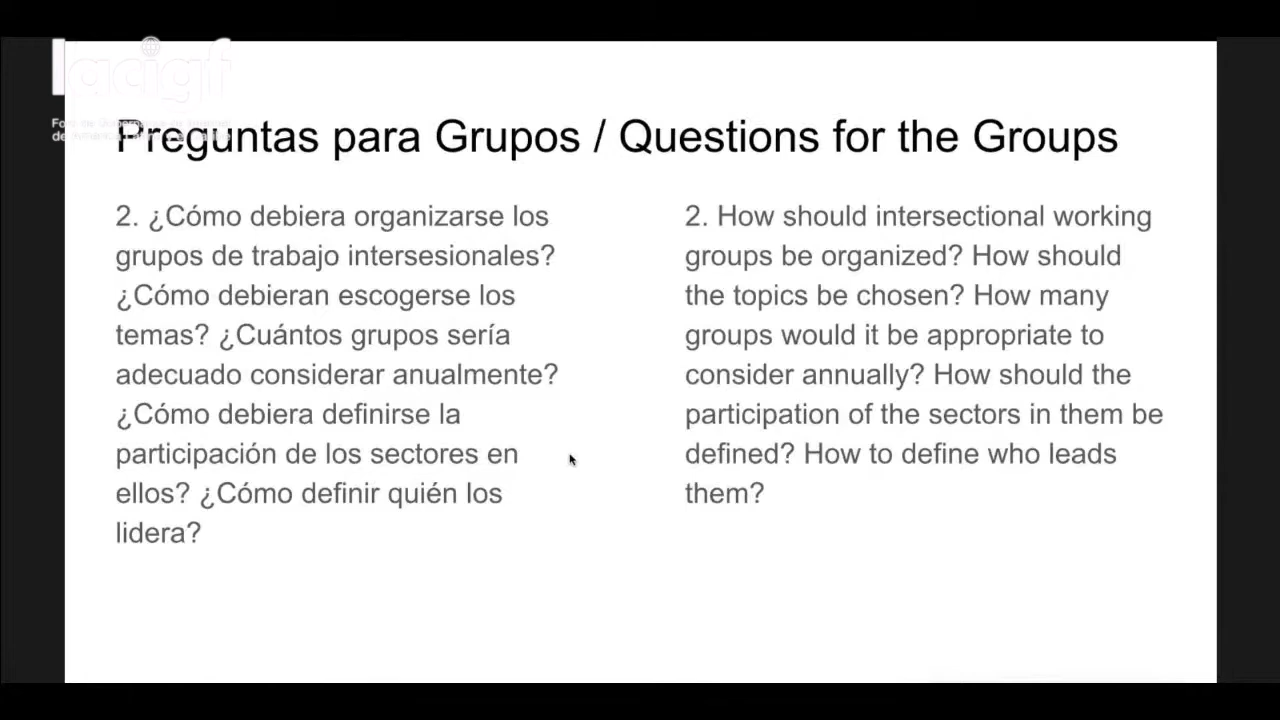 lacigf
Preguntas para Grupos / Questions for the Groups
2. ¿Cómo debiera organizarse los
grupos de trabajo intersesionales?
¿Cómo debieran escogerse los
temas? ¿Cuántos grupos sería
adecuado considerar anualmente?
¿Cómo debiera definirse la
participación de los sectores en
ellos? ¿Cómo definir quién los
lidera?
2. How should intersectional working
groups be organized? How should
the topics be chosen? How many
groups would it be appropriate to
consider annually? How should the
participation of the sectors in them be
defined? How to define who leads
them?